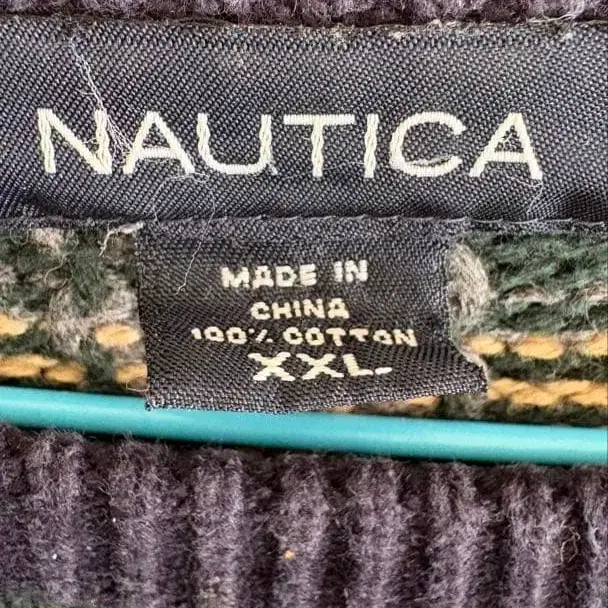 NAUTICA
MADE IN
CHINA
100% COTTON
XXL